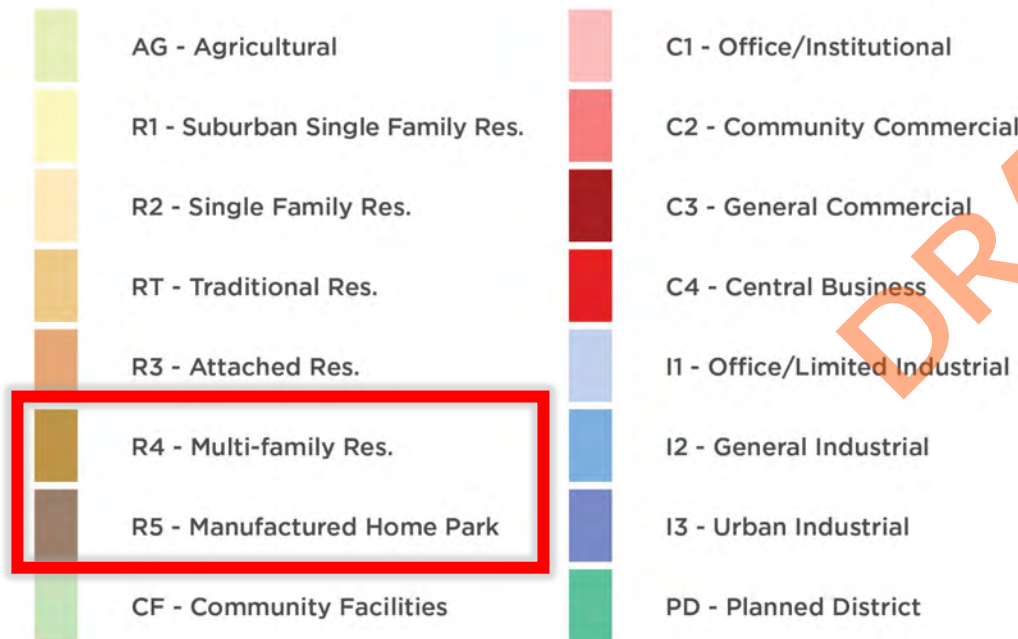 AG - Agricultural
R1 - Suburban Single Family Res.
R2 - Single Family Res.
RT - Traditional Res.
R3 - Attached Res.
R4 - Multi-family Res.
R5 - Manufactured Home Park
CF - Community Facilities
C1 - Office/Institutional
C2 - Community Commercial
C3 - General Commercial
C4 - Central Business
I1 - Office/Limited Industrial
I2 - General Industrial
I3 - Urban Industrial
PD - Planned District